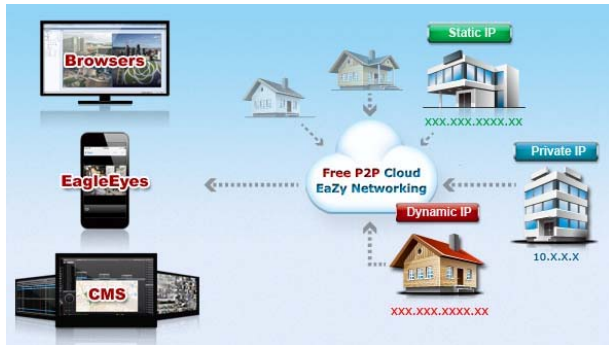 Browsers
EagleEyes
CMS
Free P2P Cloud
EaZy Networking
Static IP
xxx.xxx.xxxx.xx
Private IP
10.x.x.x
Dynamic IP
xxx.xxx.xxxx.xx